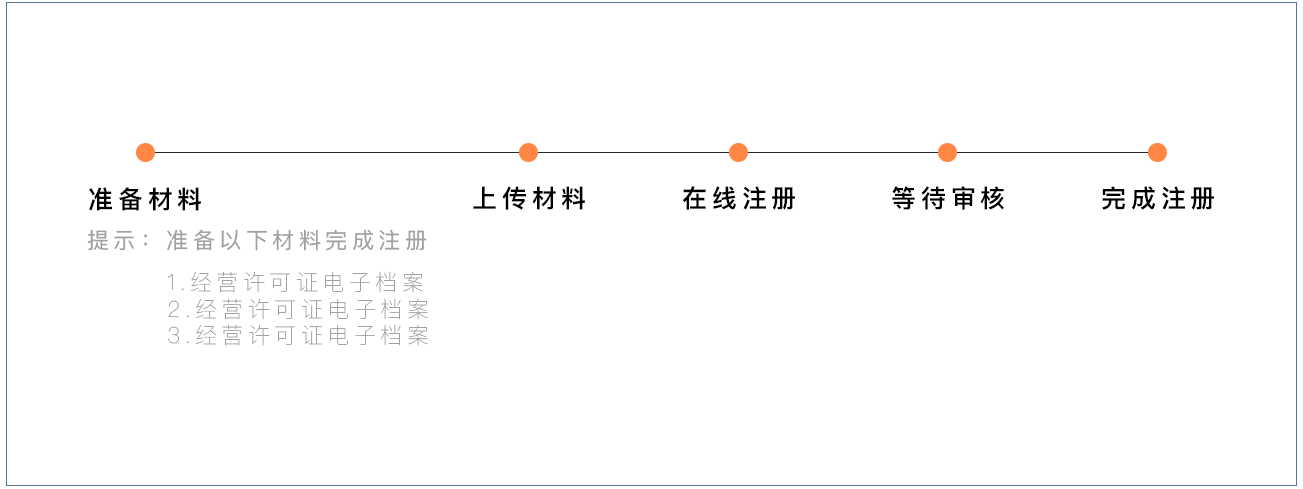 准备材料 上传材料 在线注册 等待审核 完成注册
提示：准备以下材料完成注册
1.经营许可证电子档案
2.经营许可证电子档案
3.经营许可证电子档案